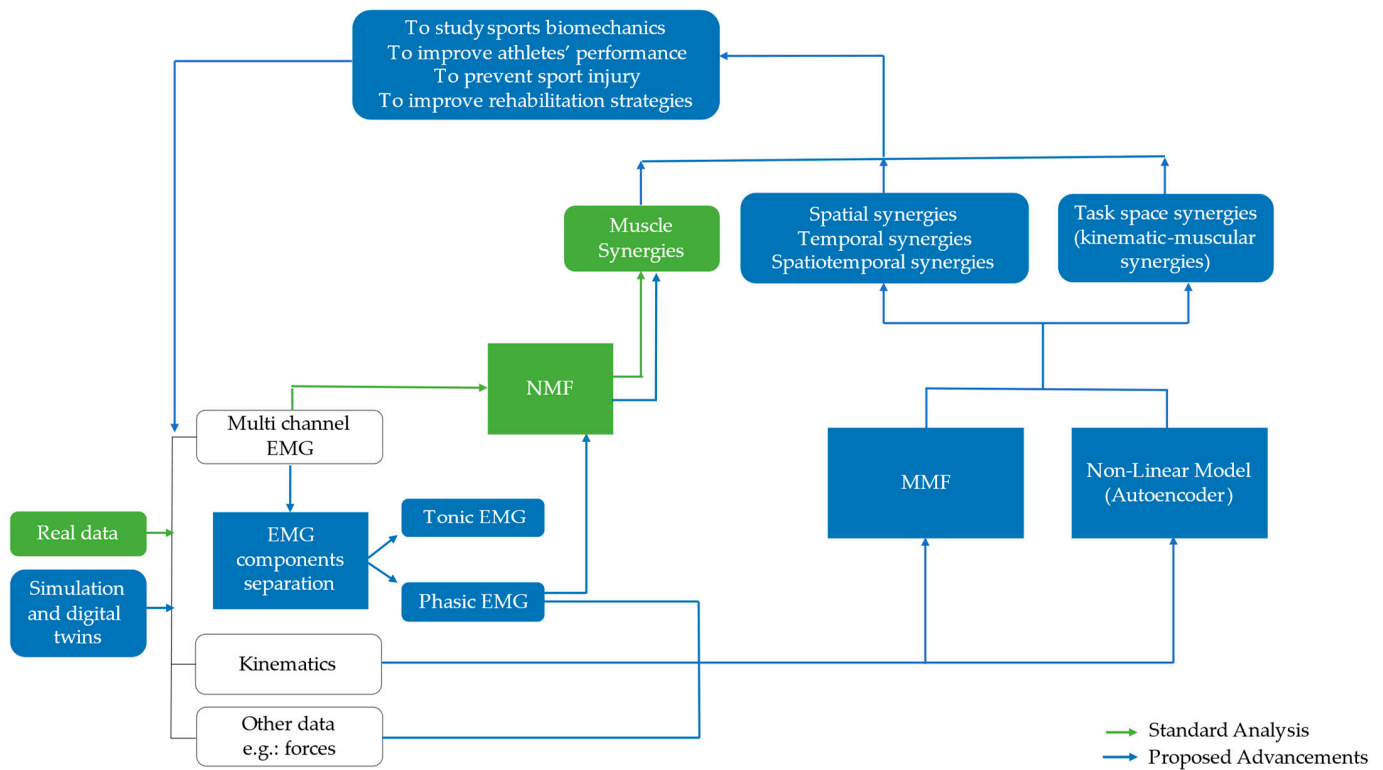 To study sports biomechanics
To improve athletes’ performance
To prevent sport injury
To improve rehabilitation strategies
Muscle
Synergies
Spatial synergies
Temporal synergies
Spatiotemporal synergies
Task space synergies
(kinematic-muscular
synergies)
NMF
Multi channel
EMG
MMF
Non-Linear Model
(Autoencoder)
Real data
EMG
components
separation
Tonic EMG
Simulation
and digital
twins
Phasic EMG
Kinematics
Other data
e.g.: forces
Standard Analysis
Proposed Advancements